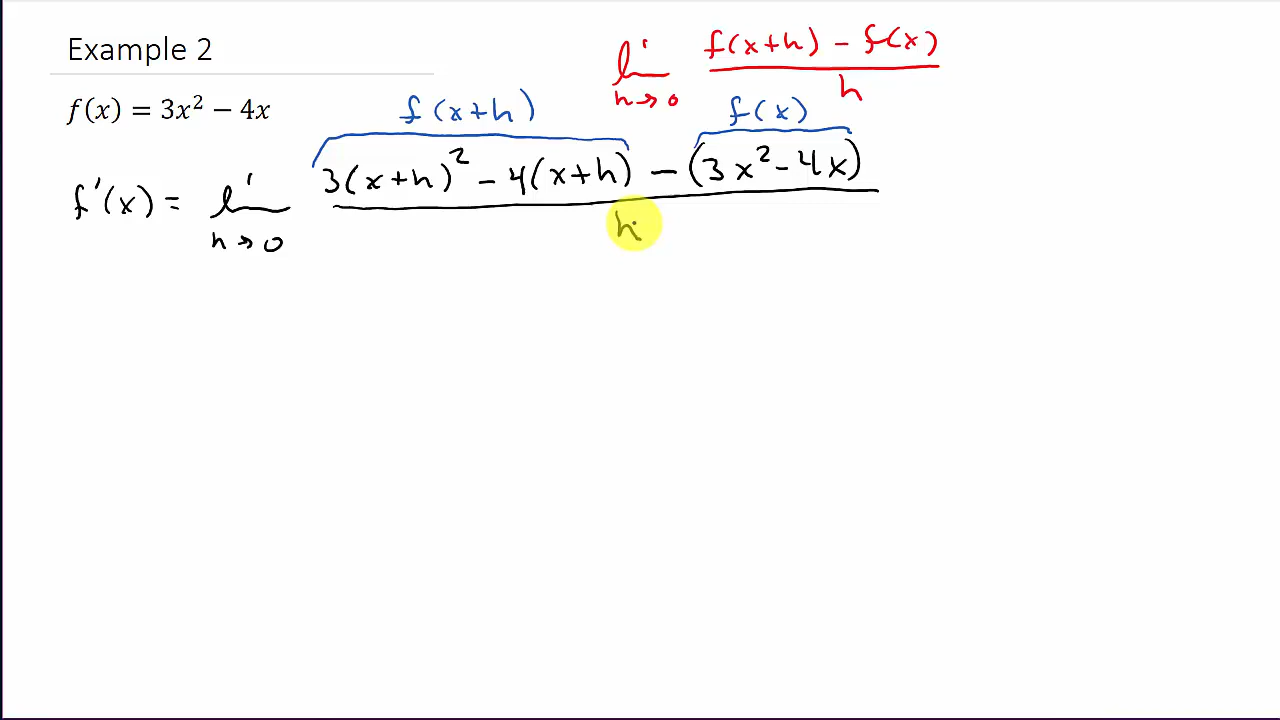 Example 2
lim h→0 f(x+h) − f(x) / h
f(x) = 3x² − 4x
f(x+h) f(x)
f'(x) = lim h→0 3(x+h)² − 4(x+h) − (3x² − 4x) / h